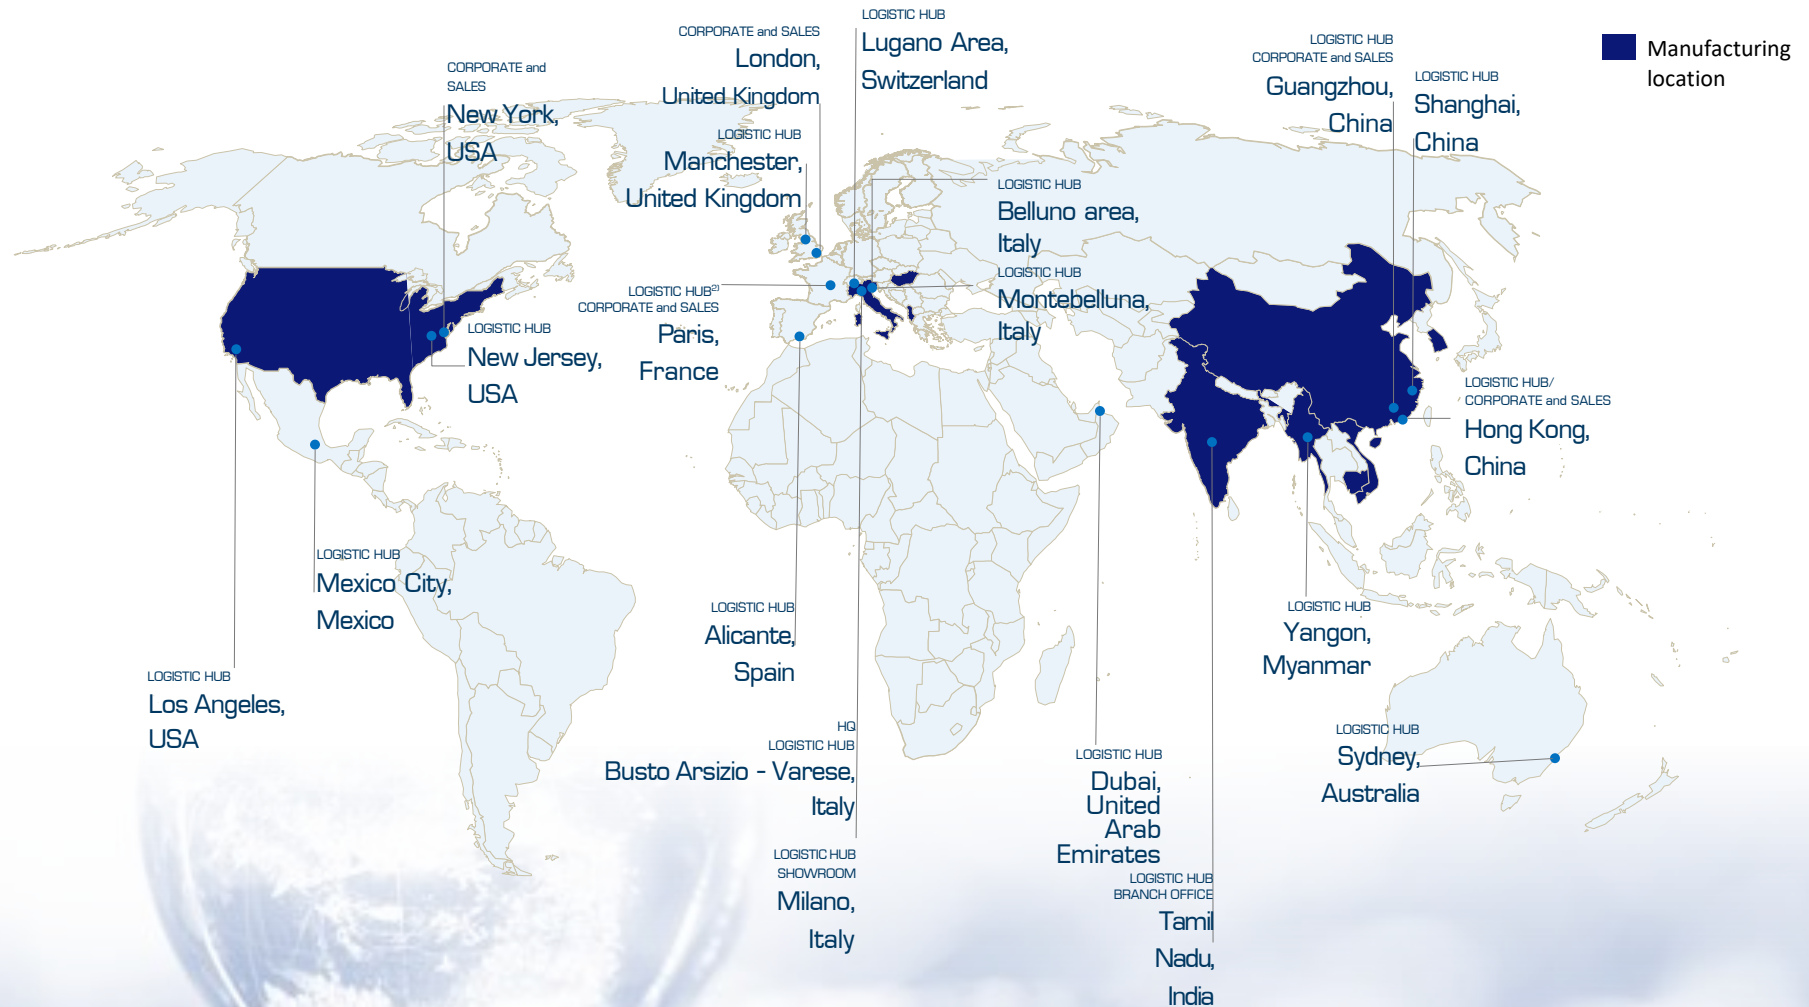 LOGISTIC HUB
Lugano Area,
Switzerland
CORPORATE and SALES
London,
United Kingdom
LOGISTIC HUB
CORPORATE and SALES
Guangzhou,
China
Manufacturing
location
CORPORATE and
SALES
New York,
USA
LOGISTIC HUB
Shanghai,
China
LOGISTIC HUB
Manchester,
United Kingdom
LOGISTIC HUB
Belluno area,
Italy
LOGISTIC HUB
Montebelluna,
Italy
LOGISTIC HUB²⁾
CORPORATE and SALES
Paris,
France
LOGISTIC HUB
New Jersey,
USA
LOGISTIC HUB/
CORPORATE and SALES
Hong Kong,
China
LOGISTIC HUB
Mexico City,
Mexico
LOGISTIC HUB
Alicante,
Spain
LOGISTIC HUB
Yangon,
Myanmar
LOGISTIC HUB
Los Angeles,
USA
HQ
LOGISTIC HUB
Busto Arsizio - Varese,
Italy
LOGISTIC HUB
Dubai,
United
Arab
Emirates
LOGISTIC HUB
Sydney,
Australia
LOGISTIC HUB
SHOWROOM
Milano,
Italy
LOGISTIC HUB
BRANCH OFFICE
Tamil
Nadu,
India